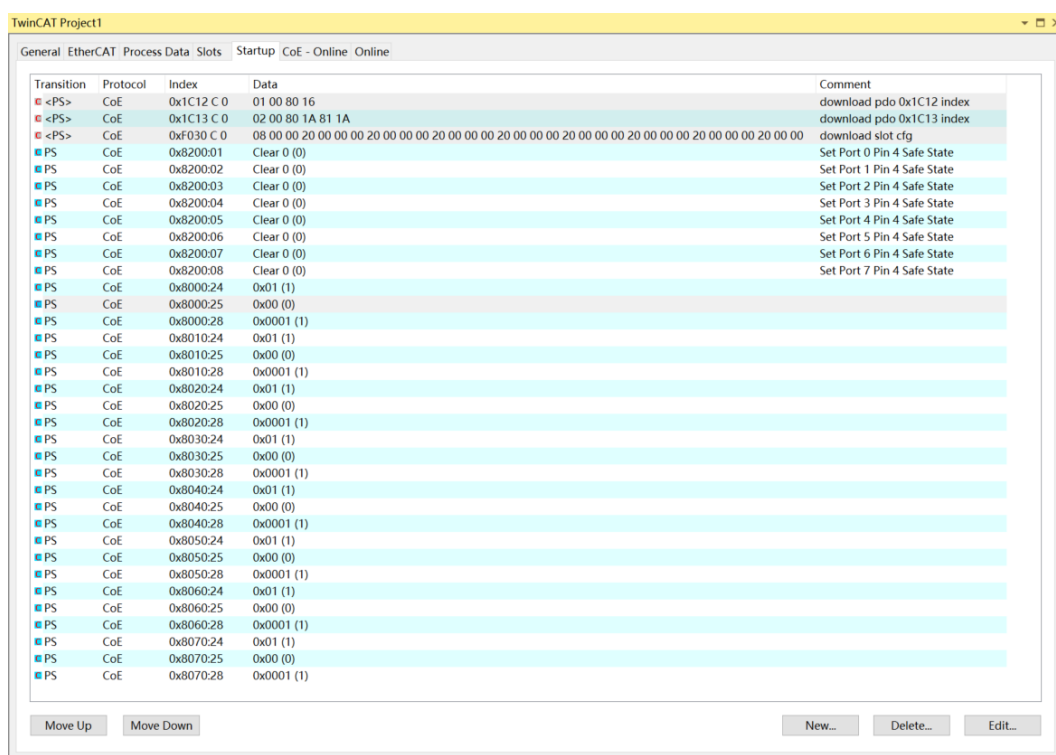 TwinCAT Project1
General EtherCAT Process Data Slots Startup CoE - Online Online
Transition Protocol Index Data Comment
<PS> CoE 0x1C12 C 0 01 00 80 16 download pdo 0x1C12 index
<PS> CoE 0x1C13 C 0 02 00 80 1A 81 1A download pdo 0x1C13 index
<PS> CoE 0xF030 C 0 08 00 00 20 00 00 00 20 00 00 00 20 00 00 00 20 00 00 00 20 00 00 00 20 00 00 00 20 00 00 00 20 00 00 download slot cfg
PS CoE 0x8200:01 Clear 0 (0) Set Port 0 Pin 4 Safe State
PS CoE 0x8200:02 Clear 0 (0) Set Port 1 Pin 4 Safe State
PS CoE 0x8200:03 Clear 0 (0) Set Port 2 Pin 4 Safe State
PS CoE 0x8200:04 Clear 0 (0) Set Port 3 Pin 4 Safe State
PS CoE 0x8200:05 Clear 0 (0) Set Port 4 Pin 4 Safe State
PS CoE 0x8200:06 Clear 0 (0) Set Port 5 Pin 4 Safe State
PS CoE 0x8200:07 Clear 0 (0) Set Port 6 Pin 4 Safe State
PS CoE 0x8200:08 Clear 0 (0) Set Port 7 Pin 4 Safe State
PS CoE 0x8000:24 0x01 (1)
PS CoE 0x8000:25 0x00 (0)
PS CoE 0x8000:28 0x0001 (1)
PS CoE 0x8010:24 0x01 (1)
PS CoE 0x8010:25 0x00 (0)
PS CoE 0x8010:28 0x0001 (1)
PS CoE 0x8020:24 0x01 (1)
PS CoE 0x8020:25 0x00 (0)
PS CoE 0x8020:28 0x0001 (1)
PS CoE 0x8030:24 0x01 (1)
PS CoE 0x8030:25 0x00 (0)
PS CoE 0x8030:28 0x0001 (1)
PS CoE 0x8040:24 0x01 (1)
PS CoE 0x8040:25 0x00 (0)
PS CoE 0x8040:28 0x0001 (1)
PS CoE 0x8050:24 0x01 (1)
PS CoE 0x8050:25 0x00 (0)
PS CoE 0x8050:28 0x0001 (1)
PS CoE 0x8060:24 0x01 (1)
PS CoE 0x8060:25 0x00 (0)
PS CoE 0x8060:28 0x0001 (1)
PS CoE 0x8070:24 0x01 (1)
PS CoE 0x8070:25 0x00 (0)
PS CoE 0x8070:28 0x0001 (1)
Move Up Move Down New... Delete... Edit...